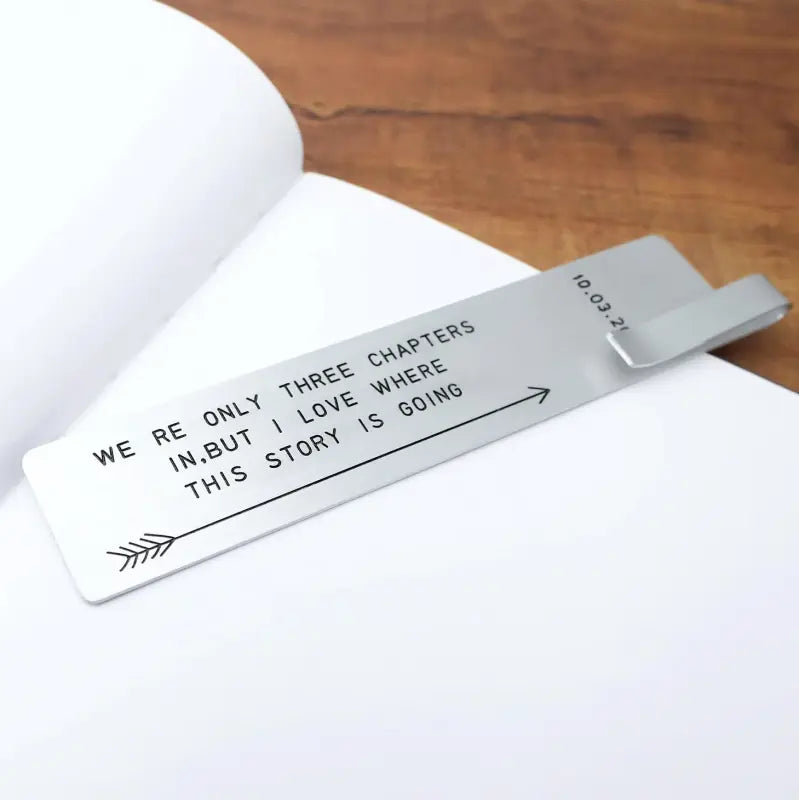 WE RE ONLY THREE CHAPTERS
IN,BUT I LOVE WHERE
THIS STORY IS GOING
10.03.2